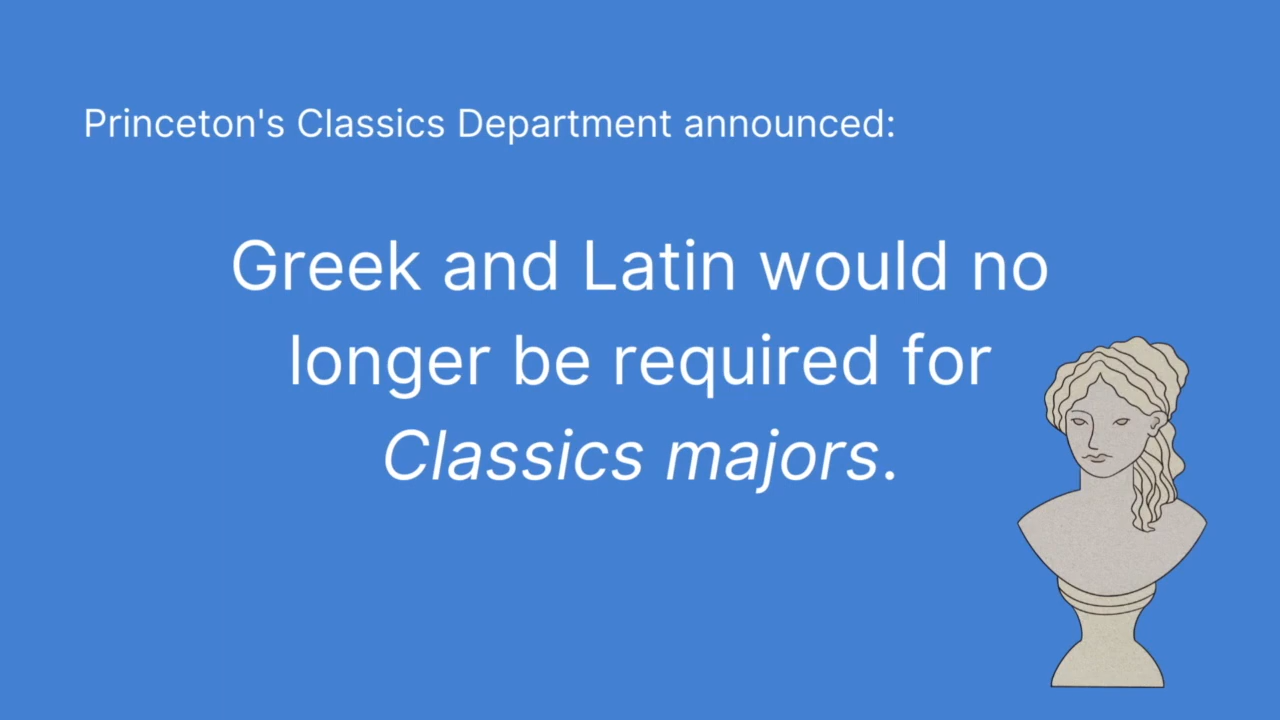 Princeton's Classics Department announced:
Greek and Latin would no
longer be required for
Classics majors.